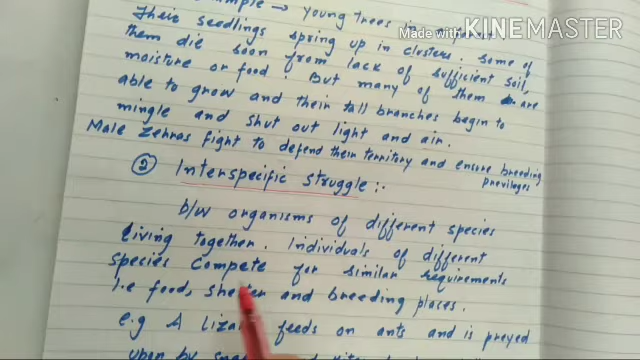 young trees in
Made with KINEMASTER
Their seedlings spring up in clusters. Some of
them die soon from lack of sufficient soil,
moisture or food. But many of them are
able to grow and their tall branches begin to
mingle and shut out light and air.
Male Zebras fight to defend their territory and ensure breeding
previleges
② Interspecific Struggle:-
b/w organisms of different species
living together. Individuals of different
species compete for similar requirements
i.e food, shelter and breeding places.
e.g A lizard feeds on ants and is preyed
upon by